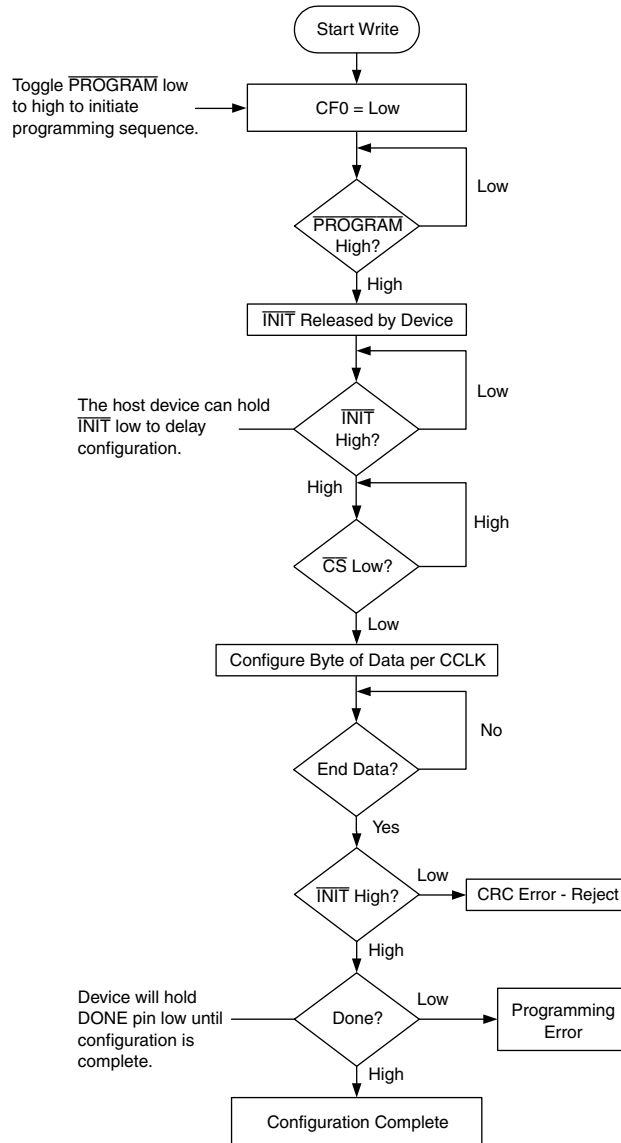 Start Write
Toggle PROGRAM low
to high to initiate
programming sequence.
CF0 = Low
Low
PROGRAM
High?
High
INIT Released by Device
Low
The host device can hold
INIT low to delay
configuration.
INIT
High?
High
High
CS Low?
Low
Configure Byte of Data per CCLK
No
End Data?
Yes
INIT High?
Low
CRC Error - Reject
High
Device will hold
DONE pin low until
configuration is
complete.
Done?
Low
Programming
Error
High
Configuration Complete